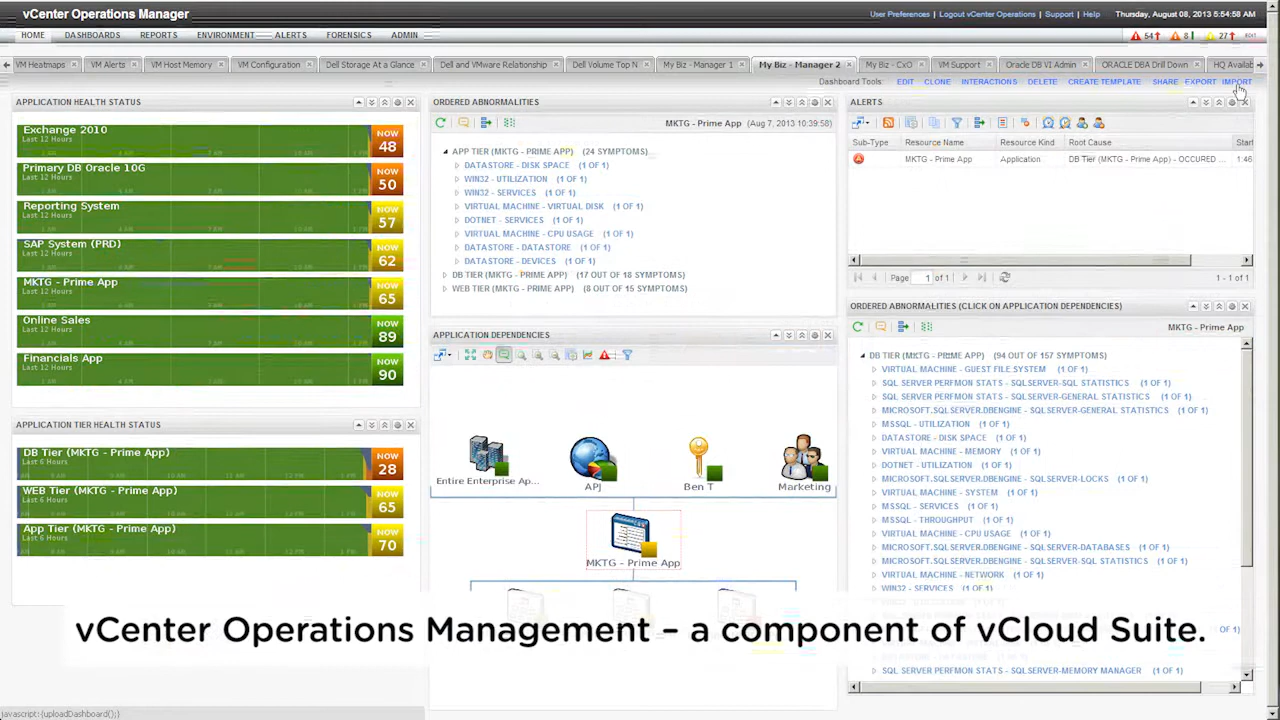 vCenter Operations Manager
User Preferences | Logout vCenter Operations | Support | Help Thursday, August 08, 2013 5:54:58 AM
HOME DASHBOARDS REPORTS ENVIRONMENT ALERTS FORENSICS ADMIN 54 8 27 EDIT
VM Heatmaps VM Alerts VM Host Memory VM Configuration Dell Storage At a Glance Dell and VMware Relationship Dell Volume Top N My Biz - Manager 1 My Biz - Manager 2 My Biz - CxO VM Support Oracle DB VI Admin ORACLE DBA Drill Down HQ Availab
Dashboard Tools: EDIT CLONE INTERACTIONS DELETE CREATE TEMPLATE SHARE EXPORT IMPORT
APPLICATION HEALTH STATUS
Exchange 2010
Last 12 Hours
NOW
48
Primary DB Oracle 10G
Last 12 Hours
NOW
50
Reporting System
Last 12 Hours
NOW
57
SAP System (PRD)
Last 12 Hours
NOW
62
MKTG - Prime App
Last 12 Hours
NOW
65
Online Sales
Last 12 Hours
NOW
89
Financials App
Last 12 Hours
NOW
90
APPLICATION TIER HEALTH STATUS
DB Tier (MKTG - Prime App)
Last 6 Hours
NOW
28
WEB Tier (MKTG - Prime App)
Last 6 Hours
NOW
65
App Tier (MKTG - Prime App)
Last 6 Hours
NOW
70
ORDERED ABNORMALITIES
MKTG - Prime App (Aug 7, 2013 10:39:58)
APP TIER (MKTG - PRIME APP) (24 SYMPTOMS)
DATASTORE - DISK SPACE (1 OF 1)
WIN32 - UTILIZATION (1 OF 1)
WIN32 - SERVICES (1 OF 1)
VIRTUAL MACHINE - VIRTUAL DISK (1 OF 1)
DOTNET - SERVICES (1 OF 1)
VIRTUAL MACHINE - CPU USAGE (1 OF 1)
DATASTORE - DATASTORE (1 OF 1)
DATASTORE - DEVICES (1 OF 1)
DB TIER (MKTG - PRIME APP) (17 OUT OF 18 SYMPTOMS)
WEB TIER (MKTG - PRIME APP) (8 OUT OF 15 SYMPTOMS)
APPLICATION DEPENDENCIES
Entire Enterprise Ap... APJ Ben T Marketing
MKTG - Prime App
ALERTS
Sub-Type Resource Name Resource Kind Root Cause Start
MKTG - Prime App Application DB Tier (MKTG - Prime App) - OCCURED ... 1:46
Page 1 of 1 1 - 1 of 1
ORDERED ABNORMALITIES (CLICK ON APPLICATION DEPENDENCIES)
MKTG - Prime App
DB TIER (MKTG - PRIME APP) (94 OUT OF 157 SYMPTOMS)
VIRTUAL MACHINE - GUEST FILE SYSTEM (1 OF 1)
SQL SERVER PERFMON STATS - SQLSERVER-SQL STATISTICS (1 OF 1)
SQL SERVER PERFMON STATS - SQLSERVER-GENERAL STATISTICS (1 OF 1)
MICROSOFT.SQLSERVER.DBENGINE - SQLSERVER-GENERAL STATISTICS (1 OF 1)
MSSQL - UTILIZATION (1 OF 1)
DATASTORE - DISK SPACE (1 OF 1)
VIRTUAL MACHINE - MEMORY (1 OF 1)
DOTNET - UTILIZATION (1 OF 1)
MICROSOFT.SQLSERVER.DBENGINE - SQLSERVER-LOCKS (1 OF 1)
VIRTUAL MACHINE - SYSTEM (1 OF 1)
MSSQL - SERVICES (1 OF 1)
MSSQL - THROUGHPUT (1 OF 1)
VIRTUAL MACHINE - CPU USAGE (1 OF 1)
MICROSOFT.SQLSERVER.DBENGINE - SQLSERVER-DATABASES (1 OF 1)
MICROSOFT.SQLSERVER.DBENGINE - SQLSERVER-SQL STATISTICS (1 OF 1)
VIRTUAL MACHINE - NETWORK (1 OF 1)
WIN32 - SERVICES (1 OF 1)
SQL SERVER PERFMON STATS - SQLSERVER-MEMORY MANAGER (1 OF 1)
vCenter Operations Management – a component of vCloud Suite.
javascript:{uploadDashboard();}